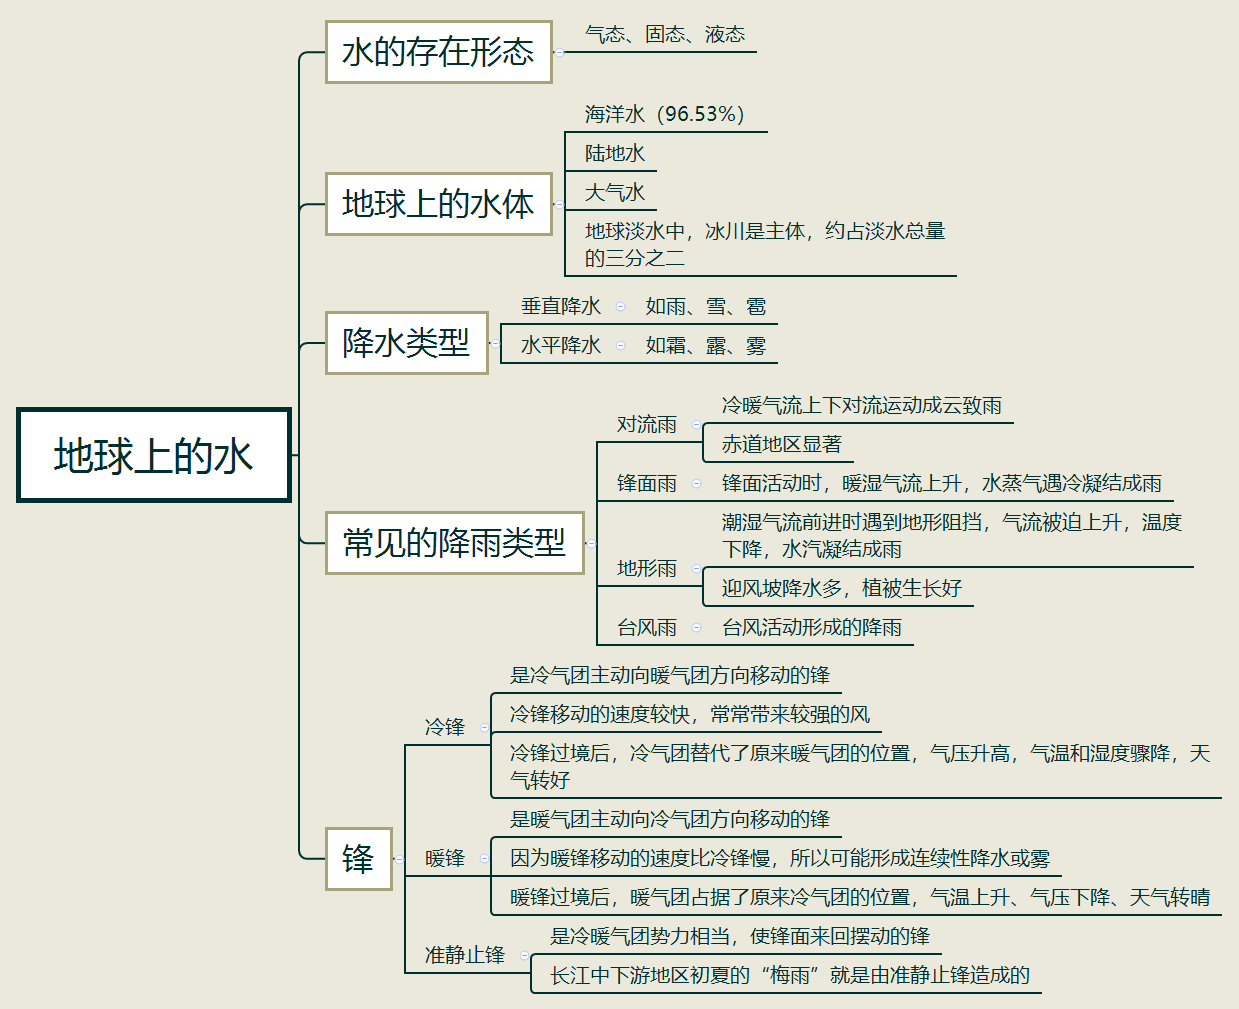 地球上的水
水的存在形态
气态、固态、液态
地球上的水体
海洋水（96.53%）
陆地水
大气水
地球淡水中，冰川是主体，约占淡水总量
的三分之二
降水类型
垂直降水
如雨、雪、雹
水平降水
如霜、露、雾
常见的降雨类型
对流雨
冷暖气流上下对流运动成云致雨
赤道地区显著
锋面雨
锋面活动时，暖湿气流上升，水蒸气遇冷凝结成雨
地形雨
潮湿气流前进时遇到地形阻挡，气流被迫上升，温度
下降，水汽凝结成雨
迎风坡降水多，植被生长好
台风雨
台风活动形成的降雨
锋
冷锋
是冷气团主动向暖气团方向移动的锋
冷锋移动的速度较快，常常带来较强的风
冷锋过境后，冷气团替代了原来暖气团的位置，气压升高，气温和湿度骤降，天
气转好
暖锋
是暖气团主动向冷气团方向移动的锋
因为暖锋移动的速度比冷锋慢，所以可能形成连续性降水或雾
暖锋过境后，暖气团占据了原来冷气团的位置，气温上升、气压下降、天气转晴
准静止锋
是冷暖气团势力相当，使锋面来回摆动的锋
长江中下游地区初夏的“梅雨”就是由准静止锋造成的